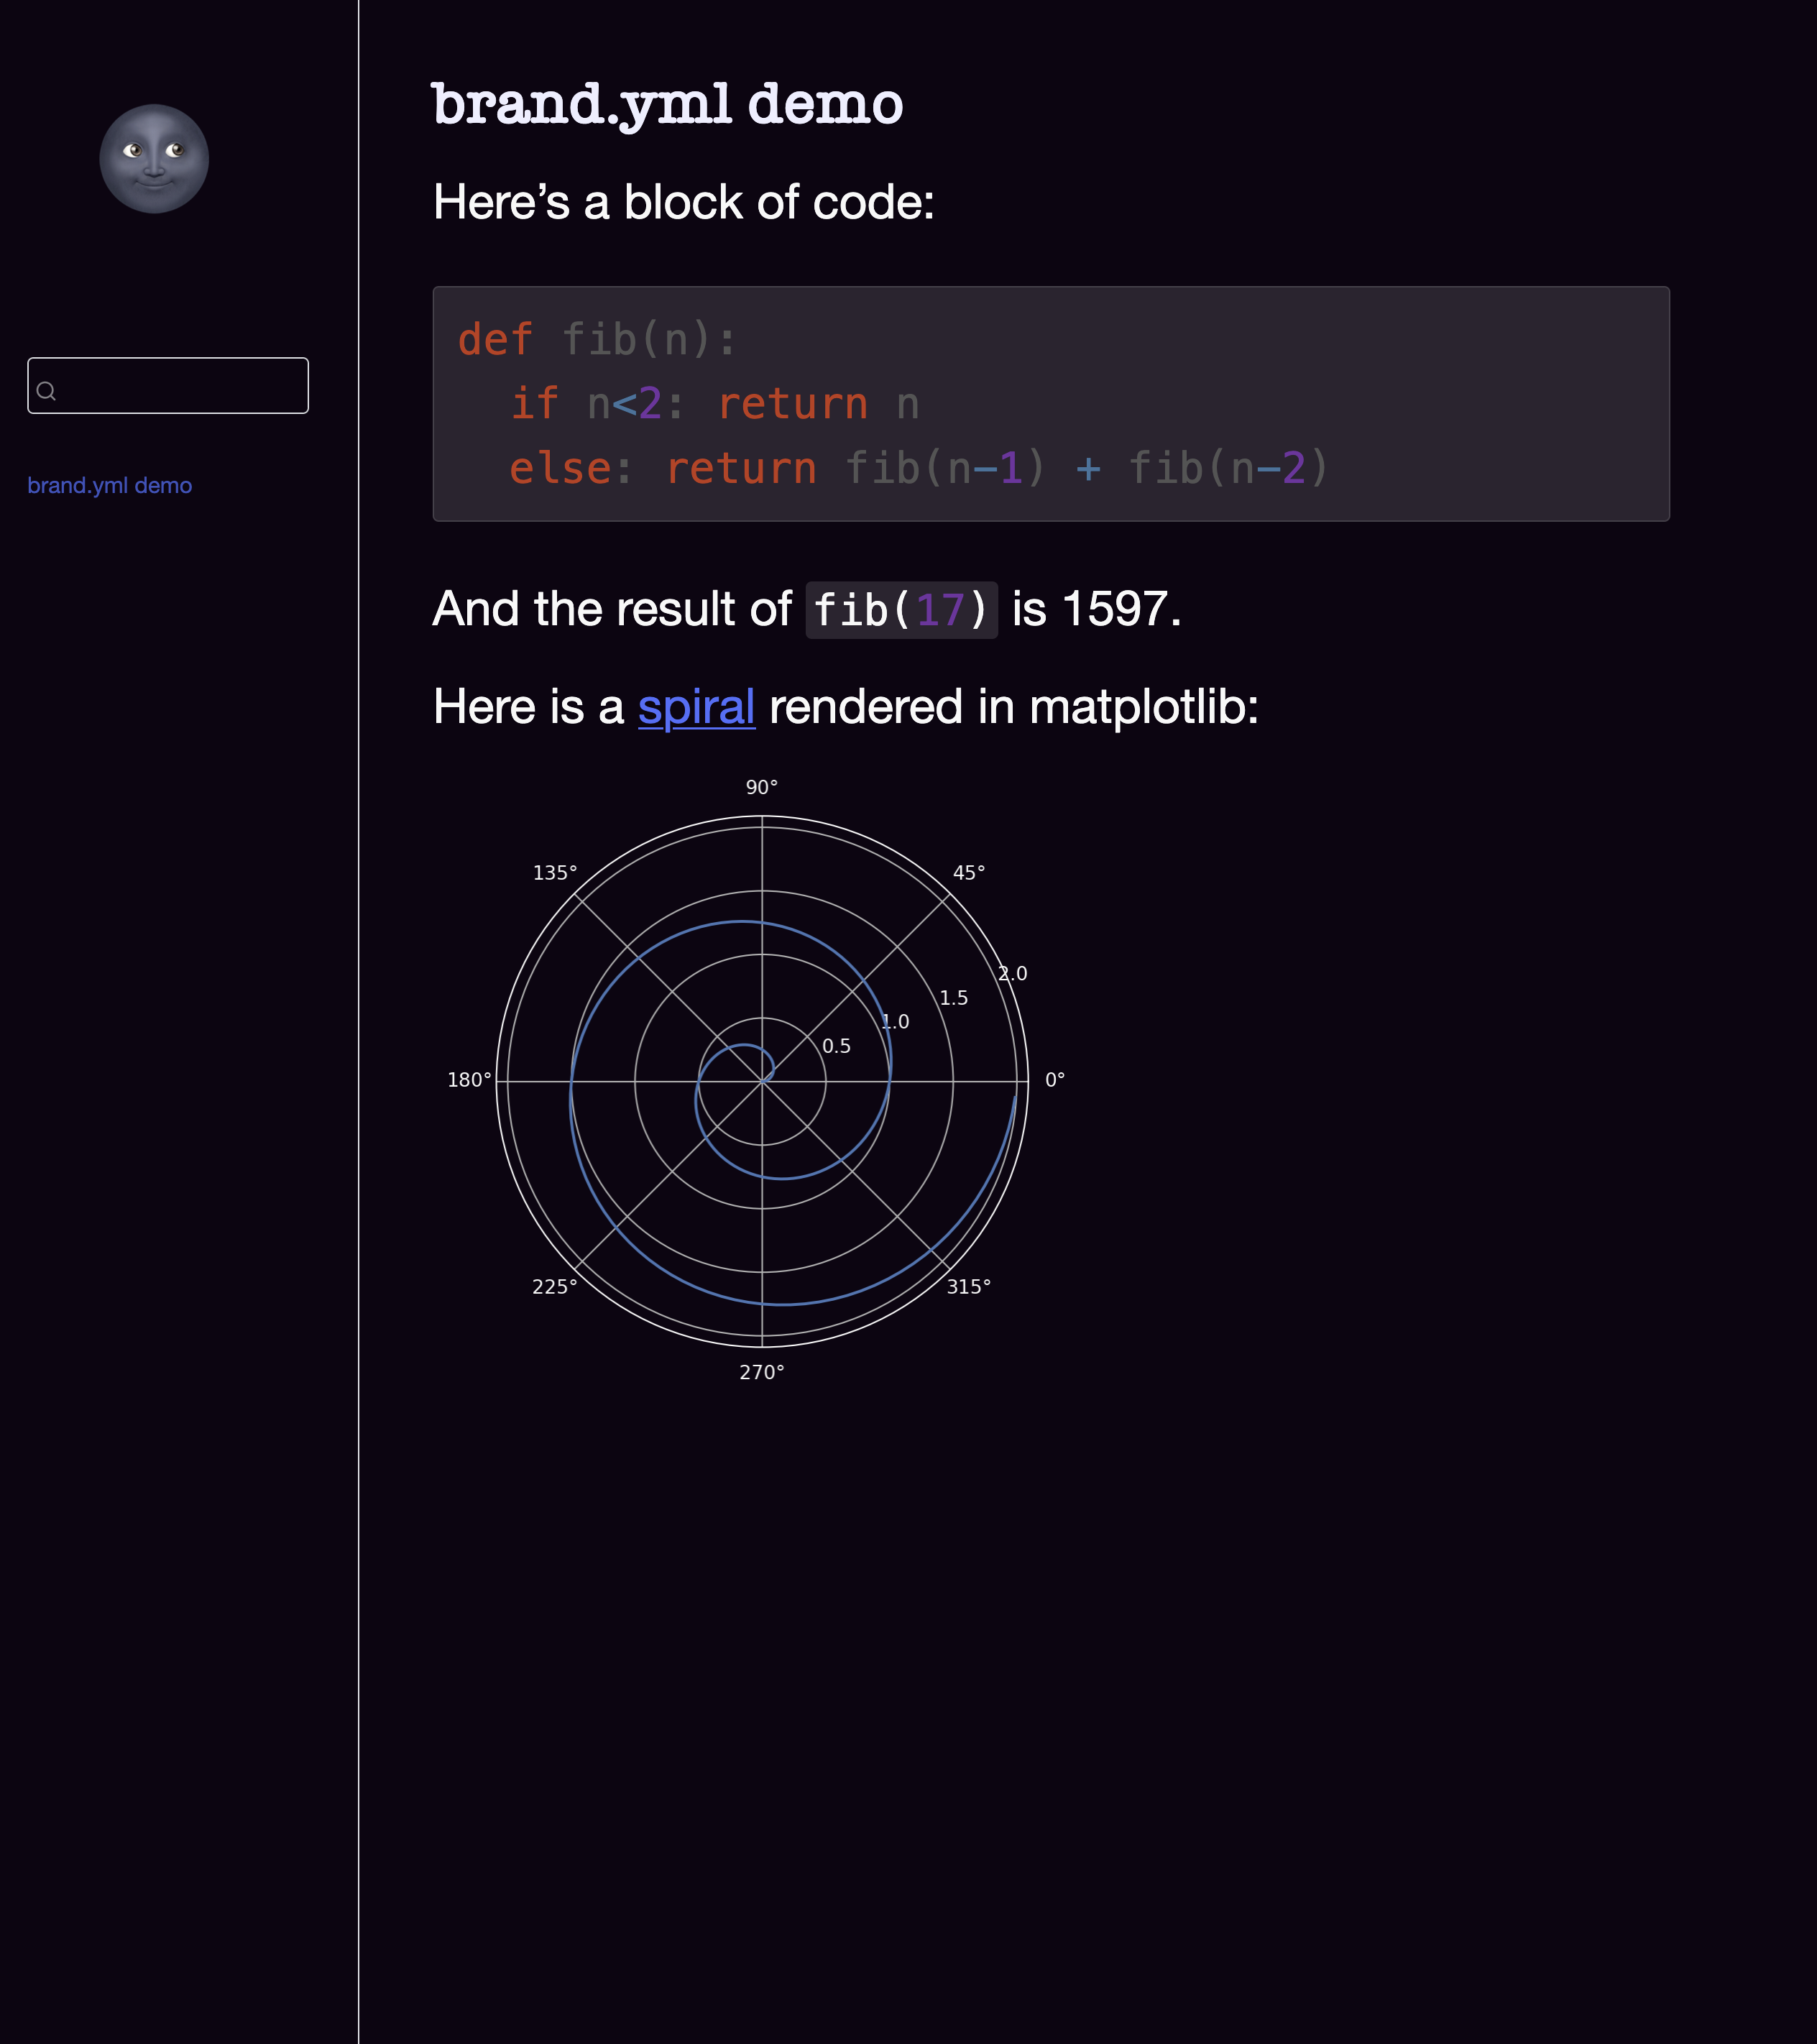 brand.yml demo
brand.yml demo
Here’s a block of code:
def fib(n):
  if n<2: return n
  else: return fib(n−1) + fib(n−2)
And the result of fib(17) is 1597.
Here is a spiral rendered in matplotlib:
90°
135°
45°
2.0
1.5
1.0
0.5
180°
0°
225°
315°
270°